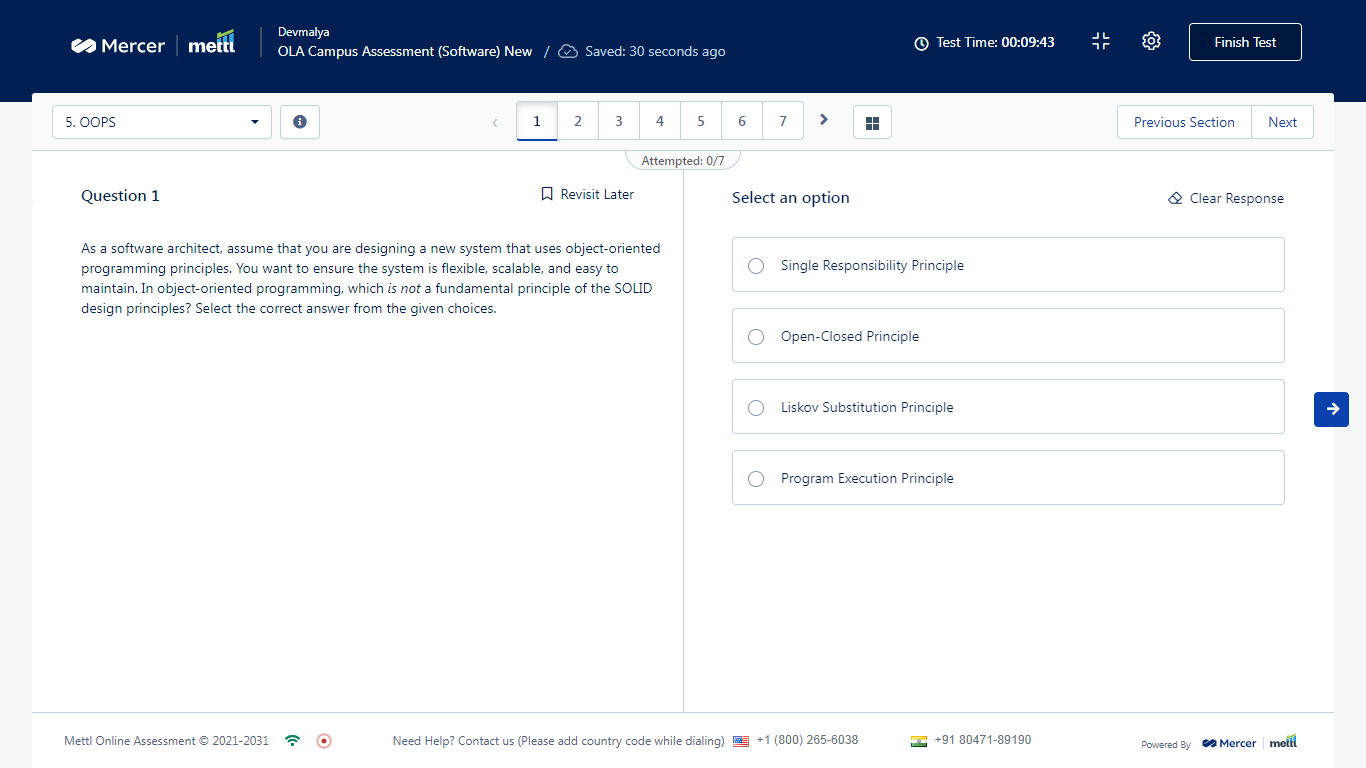 Mercer
mettl
Devmalya
OLA Campus Assessment (Software) New / Saved: 30 seconds ago
Test Time: 00:09:43
Finish Test
5. OOPS
1 2 3 4 5 6 7
Previous Section
Next
Attempted: 0/7
Question 1
Revisit Later
As a software architect, assume that you are designing a new system that uses object-oriented
programming principles. You want to ensure the system is flexible, scalable, and easy to
maintain. In object-oriented programming, which is not a fundamental principle of the SOLID
design principles? Select the correct answer from the given choices.
Select an option
Clear Response
Single Responsibility Principle
Open-Closed Principle
Liskov Substitution Principle
Program Execution Principle
Mettl Online Assessment © 2021-2031
Need Help? Contact us (Please add country code while dialing) +1 (800) 265-6038
+91 80471-89190
Powered By Mercer mettl